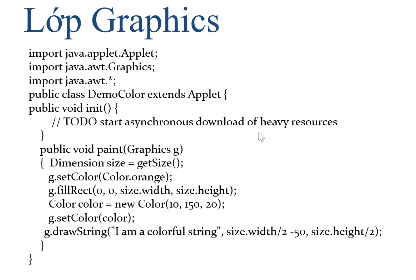 Lớp Graphics
import java.applet.Applet;
import java.awt.Graphics;
import java.awt.*;
public class DemoColor extends Applet {
public void init() {
// TODO start asynchronous download of heavy resources
}
public void paint(Graphics g)
{ Dimension size = getSize();
g.setColor(Color.orange);
g.fillRect(0, 0, size.width, size.height);
Color color = new Color(10, 150, 20);
g.setColor(color);
g.drawString("I am a colorful string", size.width/2 -50, size.height/2);
}
}